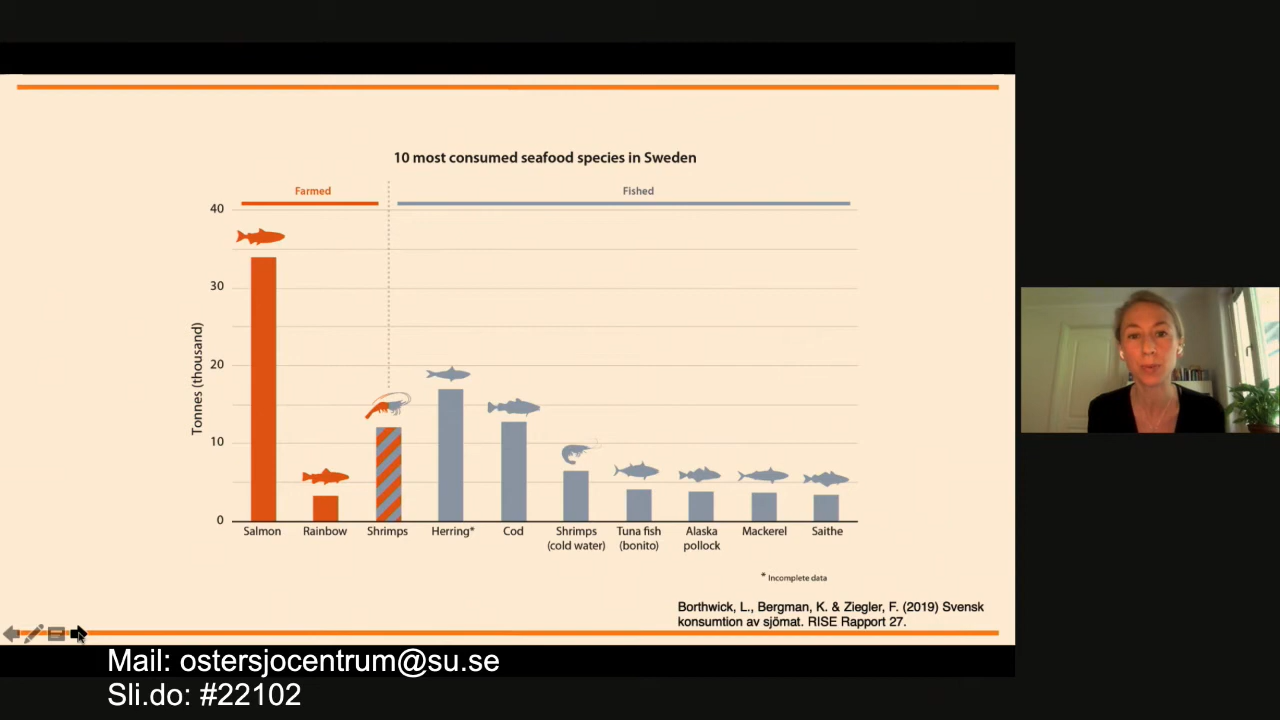 10 most consumed seafood species in Sweden
Farmed
Fished
Tonnes (thousand)
40
30
20
10
0
Salmon
Rainbow
Shrimps
Herring*
Cod
Shrimps
(cold water)
Tuna fish
(bonito)
Alaska
pollock
Mackerel
Saithe
* Incomplete data
Borthwick, L., Bergman, K. & Ziegler, F. (2019) Svensk
konsumtion av sjömat. RISE Rapport 27.
Mail: ostersjocentrum@su.se
Sli.do: #22102